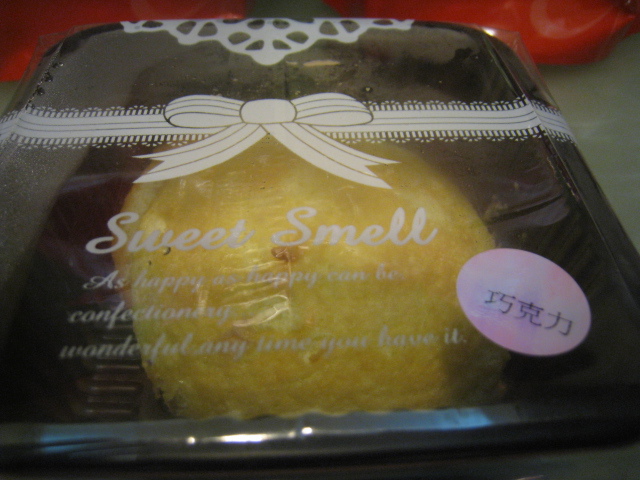 Sweet Smell
As happy as happy can be.
confectionery
wonderful any time you have it.
巧克力